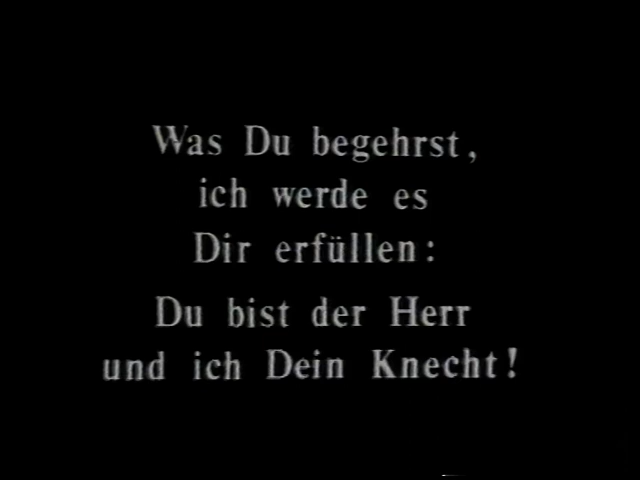 Was Du begehrst,
ich werde es
Dir erfüllen:
Du bist der Herr
und ich Dein Knecht!